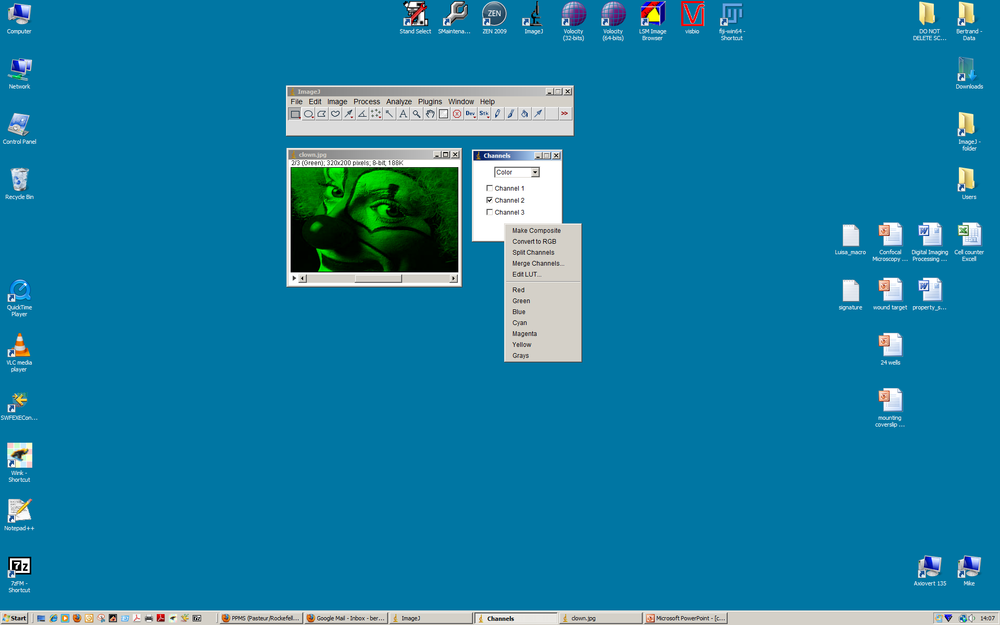 Computer
Network
Control Panel
Recycle Bin
QuickTime
Player
VLC media
player
SWFEXECon...
Wink -
Shortcut
Notepad++
7z
7zFM -
Shortcut
Stand Select
SMaintena...
ZEN
ZEN 2009
ImageJ
Volocity
(32-bits)
Volocity
(64-bits)
LSM Image
Browser
visbio
fiji-win64 -
Shortcut
DO NOT
DELETE SC...
Bertrand -
Data
Downloads
ImageJ -
folder
Users
Luisa_macro
Confocal
Microscopy ...
Digital Imaging
Processing ...
Cell counter
Excell
signature
wound target
property_s...
24 wells
mounting
coverslip ...
Axiovert 135
Mike
ImageJ
File Edit Image Process Analyze Plugins Window Help
A Dev Stk >>
clown.jpg
2/3 (Green); 320x200 pixels; 8-bit; 188K
Channels
Color
Channel 1
Channel 2
Channel 3
Make Composite
Convert to RGB
Split Channels
Merge Channels...
Edit LUT...
Red
Green
Blue
Cyan
Magenta
Yellow
Grays
Start
7z
PPMS (Pasteur/Rockefell...
Google Mail - Inbox - ber...
ImageJ
Channels
clown.jpg
Microsoft PowerPoint - [c...
14:07